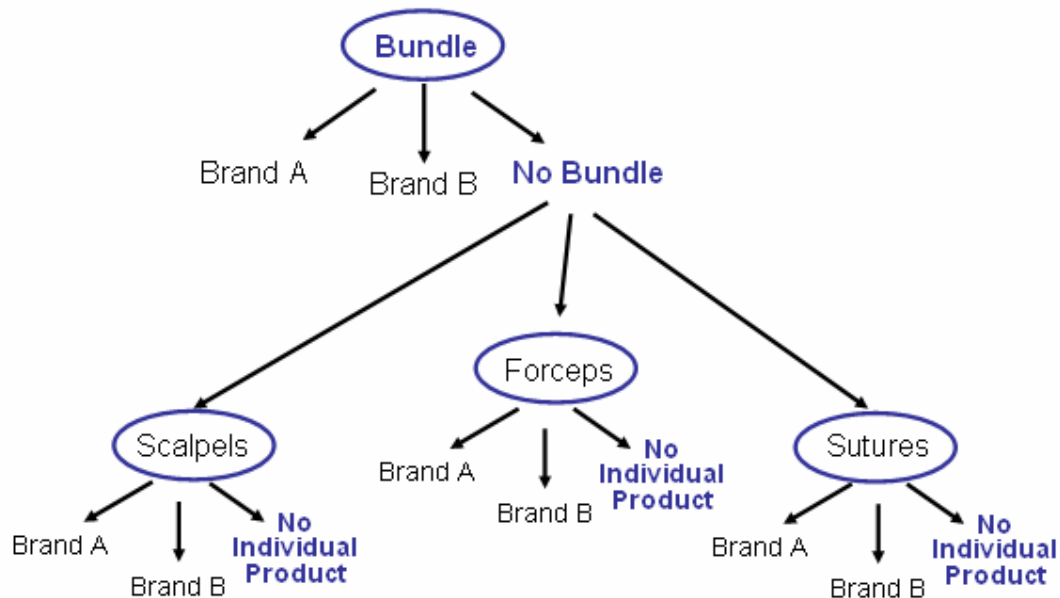 Bundle
Brand A
Brand B
No Bundle
Forceps
Brand A
Brand B
No
Individual
Product
Scalpels
Brand A
Brand B
No
Individual
Product
Sutures
Brand A
Brand B
No
Individual
Product